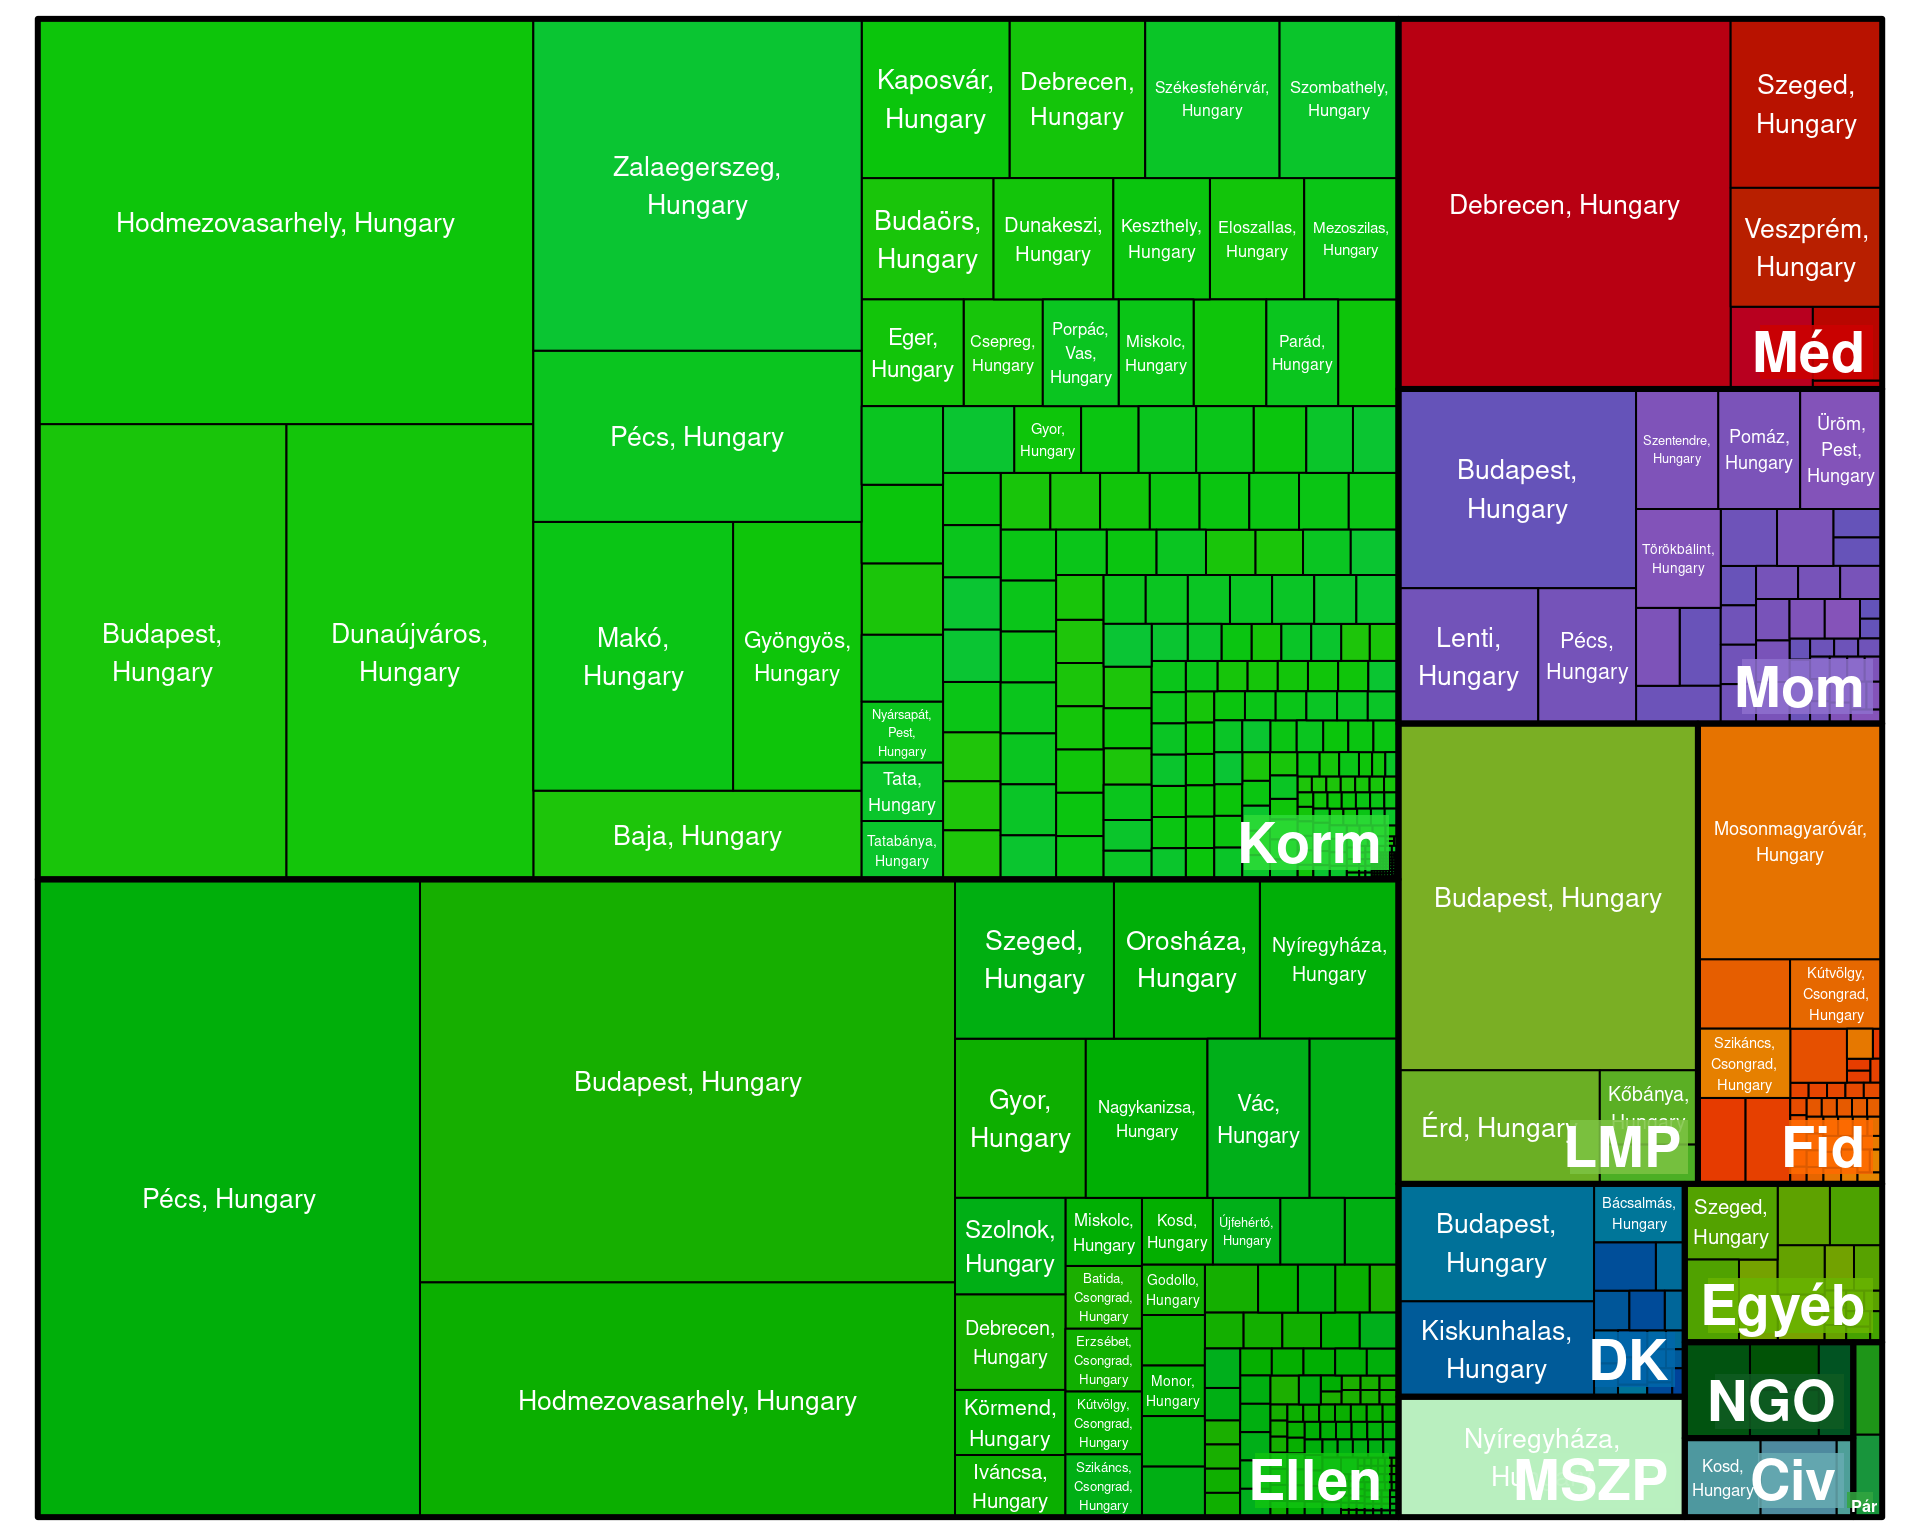 Hodmezovasarhely, Hungary
Budapest,
Hungary
Dunaújváros,
Hungary
Zalaegerszeg,
Hungary
Pécs, Hungary
Makó,
Hungary
Gyöngyös,
Hungary
Baja, Hungary
Kaposvár,
Hungary
Debrecen,
Hungary
Székesfehérvár,
Hungary
Szombathely,
Hungary
Budaörs,
Hungary
Dunakeszi,
Hungary
Keszthely,
Hungary
Eloszallas,
Hungary
Mezoszilas,
Hungary
Eger,
Hungary
Csepreg,
Hungary
Porpác,
Vas,
Hungary
Miskolc,
Hungary
Parád,
Hungary
Gyor,
Hungary
Nyársapát,
Pest,
Hungary
Tata,
Hungary
Tatabánya,
Hungary
Korm
Pécs, Hungary
Budapest, Hungary
Hodmezovasarhely, Hungary
Szeged,
Hungary
Orosháza,
Hungary
Nyíregyháza,
Hungary
Gyor,
Hungary
Nagykanizsa,
Hungary
Vác,
Hungary
Szolnok,
Hungary
Debrecen,
Hungary
Körmend,
Hungary
Iváncsa,
Hungary
Miskolc,
Hungary
Batida,
Csongrad,
Hungary
Erzsébet,
Csongrad,
Hungary
Kútvölgy,
Csongrad,
Hungary
Szikáncs,
Csongrad,
Hungary
Kosd,
Hungary
Újfehértó,
Hungary
Godollo,
Hungary
Monor,
Hungary
Ellen
Debrecen, Hungary
Szeged,
Hungary
Veszprém,
Hungary
Méd
Budapest,
Hungary
Lenti,
Hungary
Pécs,
Hungary
Szentendre,
Hungary
Pomáz,
Hungary
Üröm,
Pest,
Hungary
Törökbálint,
Hungary
Mom
Budapest, Hungary
Érd, Hungary
Kőbánya,
Hungary
LMP
Mosonmagyaróvár,
Hungary
Kútvölgy,
Csongrad,
Hungary
Szikáncs,
Csongrad,
Hungary
Fid
Budapest,
Hungary
Kiskunhalas,
Hungary
Bácsalmás,
Hungary
DK
Szeged,
Hungary
Egyéb
NGO
Nyíregyháza,
MSZP
Kosd,
Hungary
Civ
Pár